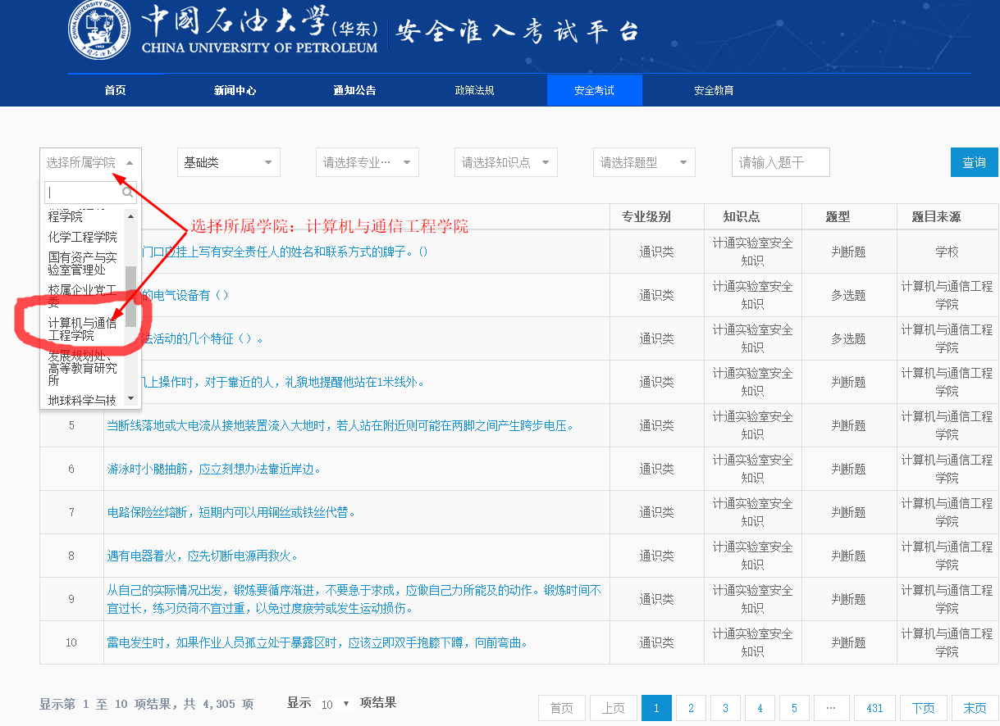 中國石油大學(华东) 安全准入考试平台
CHINA UNIVERSITY OF PETROLEUM
首页 新闻中心 通知公告 政策法规 安全考试 安全教育
选择所属学院 基础类 请选择专业… 请选择知识点 请选择题型 请输入题干 查询
程学院
化学工程学院
国有资产与实
验室管理处
校属企业党工
委
计算机与通信
工程学院
发展规划处、
高等教育研究
所
地球科学与技
选择所属学院：计算机与通信工程学院
专业级别 知识点 题型 题目来源
门口应挂上写有安全责任人的姓名和联系方式的牌子。() 通识类 计通实验室安全 判断题 学校
知识
的电气设备有（） 通识类 计通实验室安全 多选题 计算机与通信工程
知识 学院
法活动的几个特征（）。 通识类 计通实验室安全 多选题 计算机与通信工程
知识 学院
上操作时，对于靠近的人，礼貌地提醒他站在1米线外。 通识类 计通实验室安全 判断题 计算机与通信工程
知识 学院
5 当断线落地或大电流从接地装置流入大地时，若人站在附近则可能在两脚之间产生跨步电压。 通识类 计通实验室安全 判断题 计算机与通信工程
知识 学院
6 游泳时小腿抽筋，应立刻想办法靠近岸边。 通识类 计通实验室安全 判断题 计算机与通信工程
知识 学院
7 电路保险丝熔断，短期内可以用铜丝或铁丝代替。 通识类 计通实验室安全 判断题 计算机与通信工程
知识 学院
8 遇有电器着火，应先切断电源再救火。 通识类 计通实验室安全 判断题 计算机与通信工程
知识 学院
9 从自己的实际情况出发，锻炼要循序渐进，不要急于求成，应做自己力所能及的动作。锻炼时间不 通识类 计通实验室安全 判断题 计算机与通信工程
宜过长，练习负荷不宜过重，以免过度疲劳或发生运动损伤。 知识 学院
10 雷电发生时，如果作业人员孤立处于暴露区时，应该立即双手抱膝下蹲，向前弯曲。 通识类 计通实验室安全 判断题 计算机与通信工程
知识 学院
显示第 1 至 10 项结果，共 4,305 项 显示 10 项结果
首页 上页 1 2 3 4 5 … 431 下页 末页